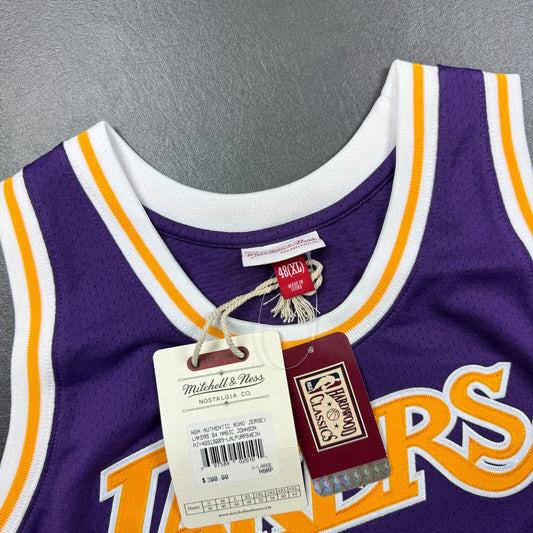 Mitchell & Ness
48(XL)
MADE IN
Mitchell & Ness
NOSTALGIA CO.
NBA AUTHENTIC ROAD JERSEY
LAKERS 84 MAGIC JOHNSON
X-LARGE
MSRP
$300.00
www.mitchellandness.com
HARDWOOD
CLASSICS
LAKERS